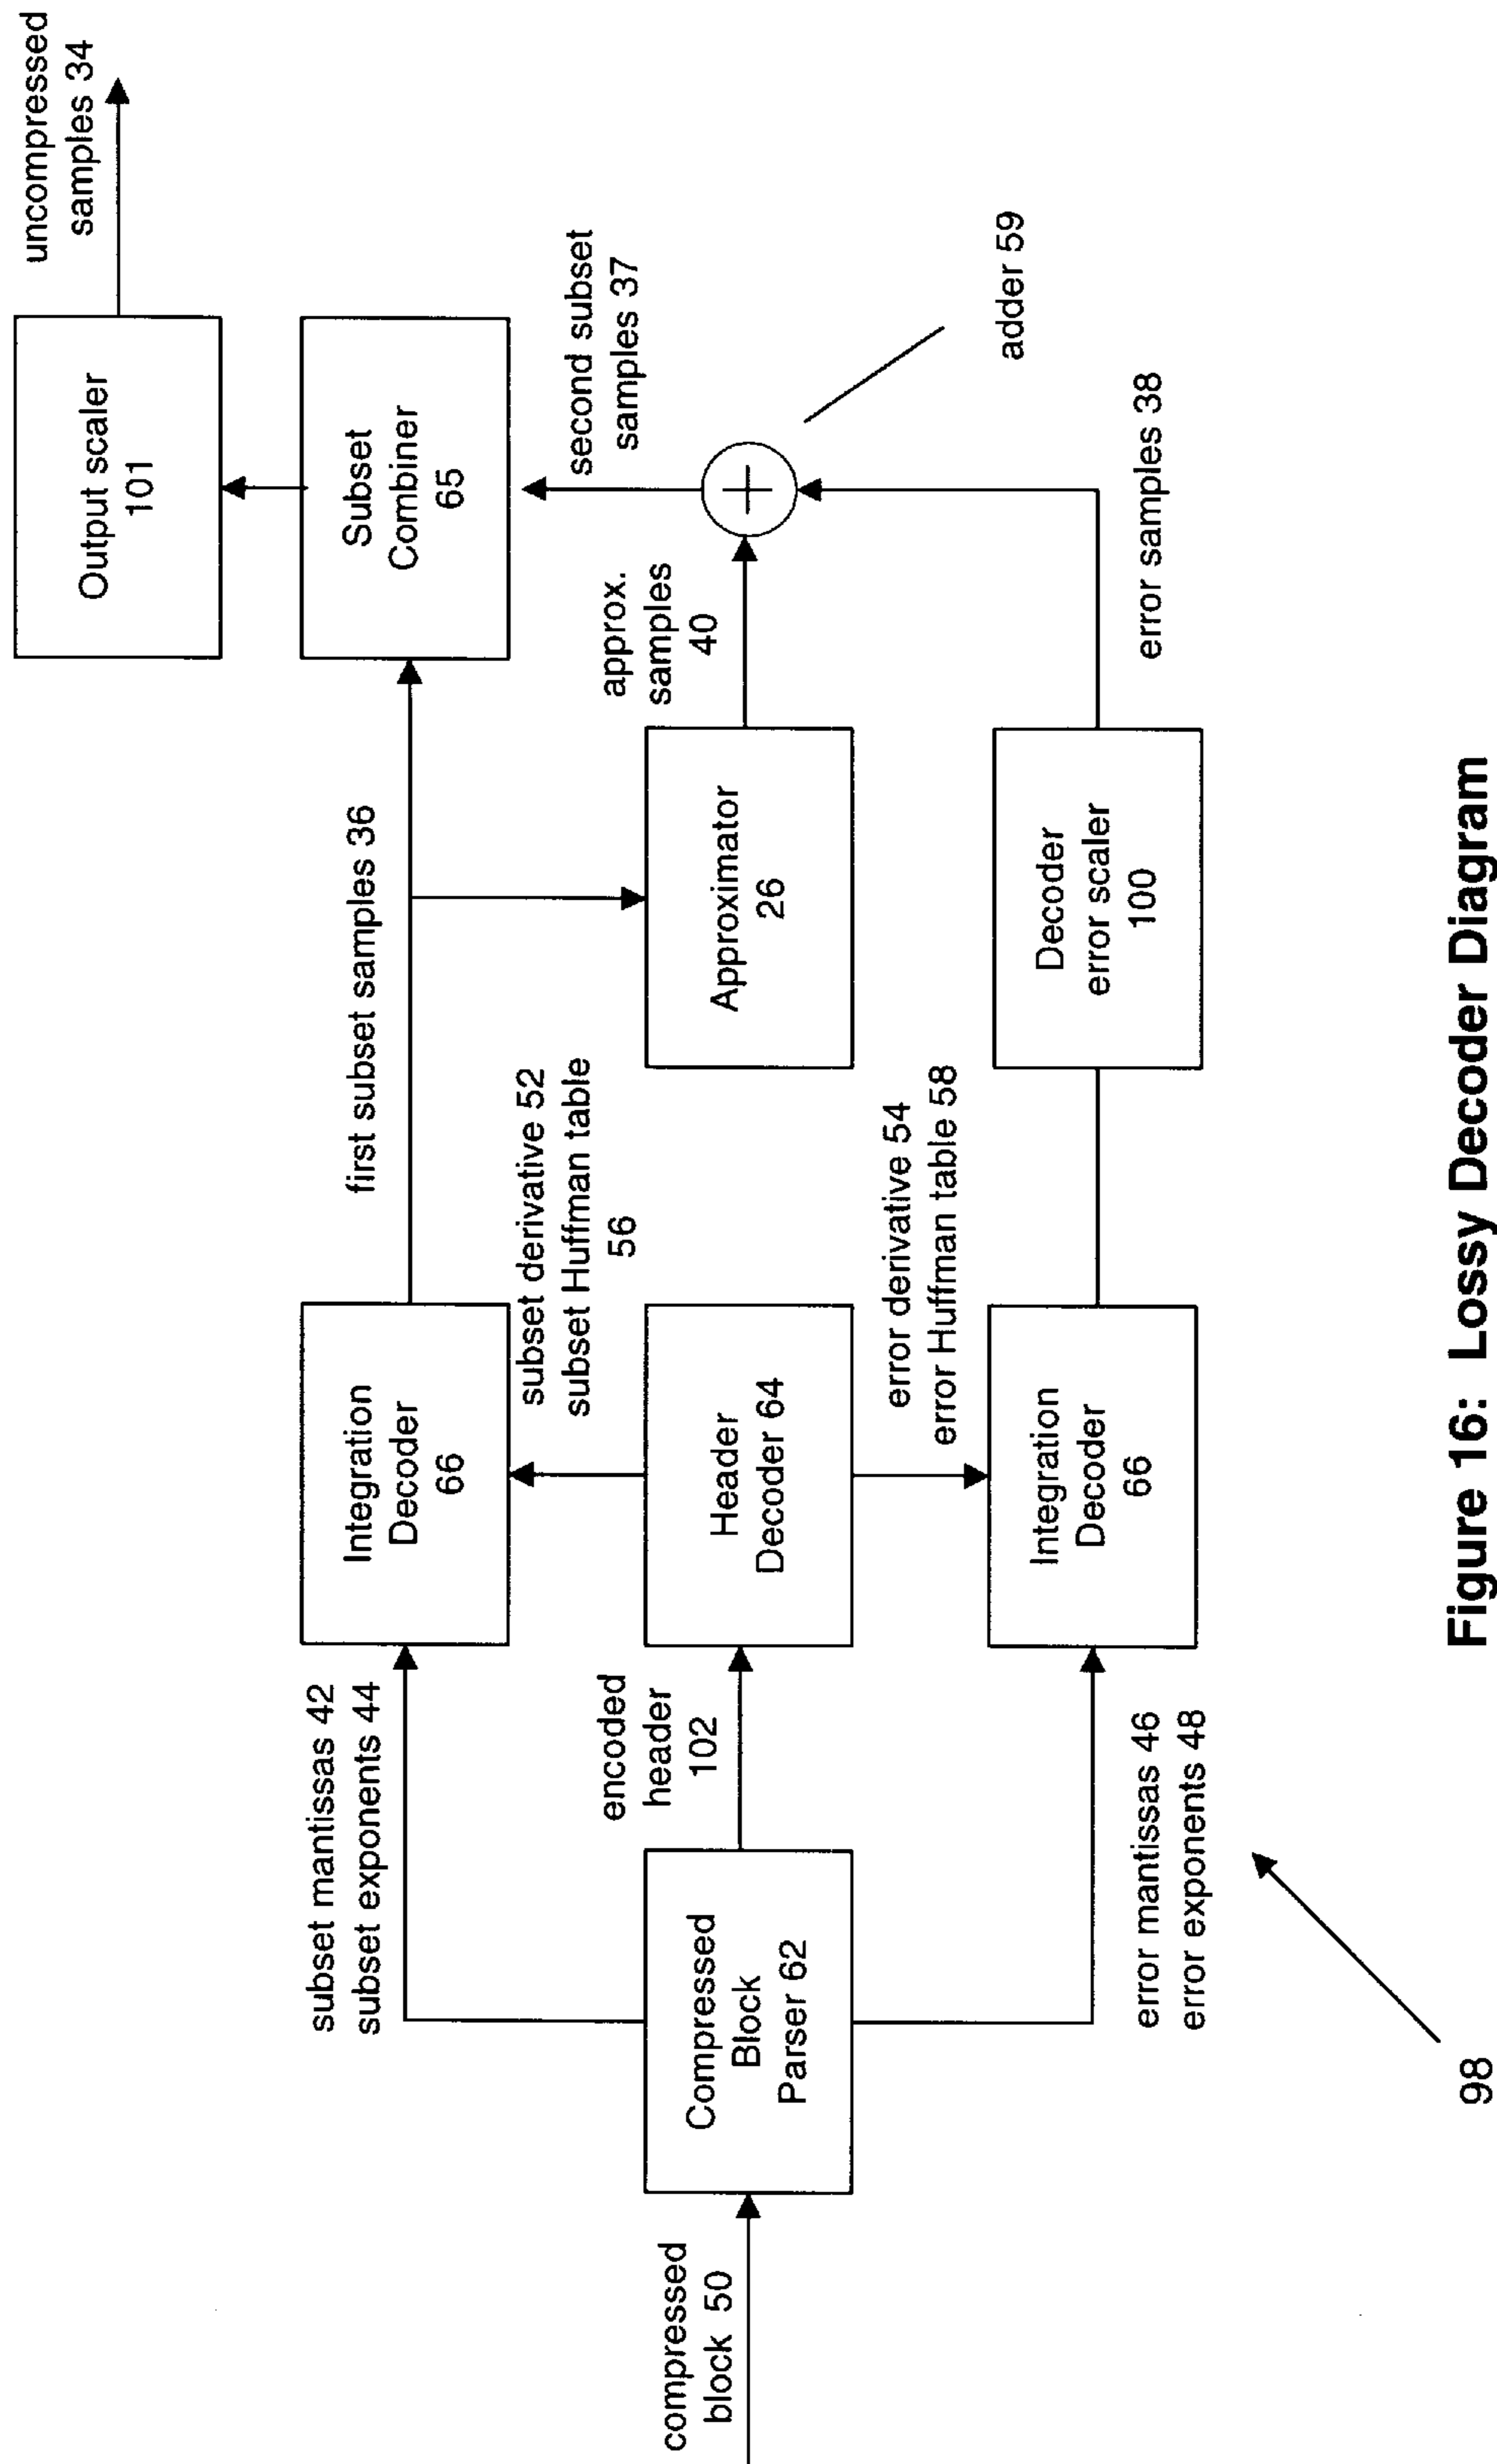 compressed
block 50
Compressed
Block
Parser 62
subset mantissas 42
subset exponents 44
encoded
header
102
error mantissas 46
error exponents 48
Integration
Decoder
66
Header
Decoder 64
Integration
Decoder
66
subset derivative 52
subset Huffman table
56
error derivative 54
error Huffman table 58
first subset samples 36
Approximator
26
Decoder
error scaler
100
approx.
samples
40
error samples 38
adder 59
second subset
samples 37
Subset
Combiner
65
Output scaler
101
uncompressed
samples 34
98
Figure 16: Lossy Decoder Diagram